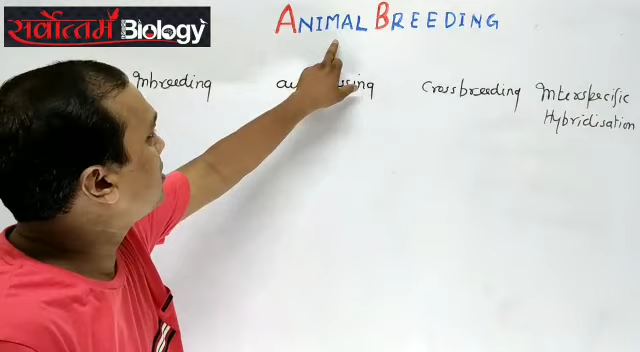 सर्वोत्तम Biology
ANIMAL BREEDING
Inbreeding Crossbreeding Interspecific
Hybridisation